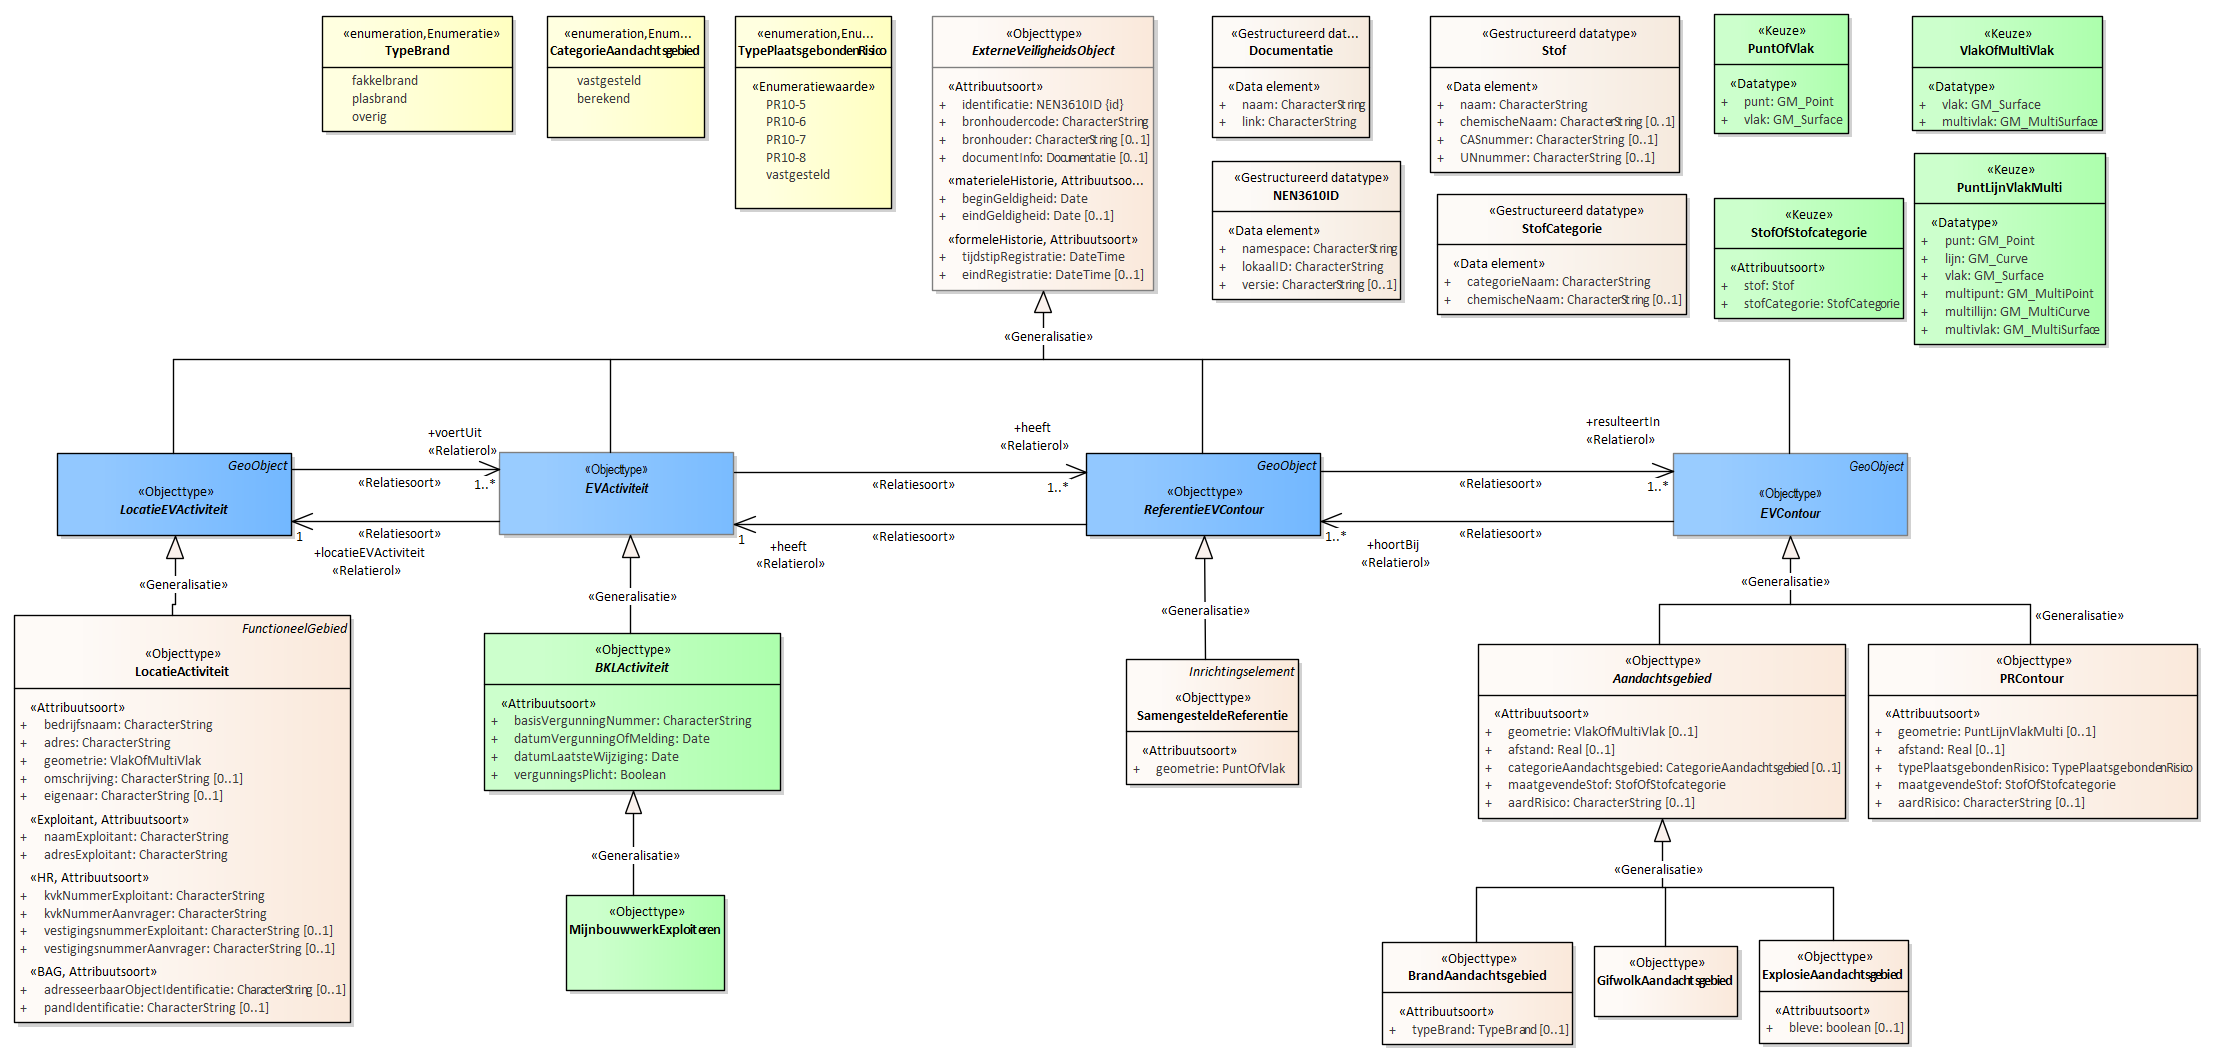 «enumeration,Enumeratie»
TypeBrand
fakkelbrand
plasbrand
overig
«enumeration,Enum...
CategorieAandachtsgebied
vastgesteld
berekend
«enumeration,Enu...
TypePlaatsgebondenRisico
«Enumeratiewaarde»
PR10-5
PR10-6
PR10-7
PR10-8
vastgesteld
«Objecttype»
ExterneVeiligheidsObject
«Attribuutsoort»
+ identificatie: NEN3610ID {id}
+ bronhoudercode: CharacterString
+ bronhouder: CharacterString [0..1]
+ documentInfo: Documentatie [0..1]
«materieleHistorie, Attribuutsoo...
+ beginGeldigheid: Date
+ eindGeldigheid: Date [0..1]
«formeleHistorie, Attribuutsoort»
+ tijdstipRegistratie: DateTime
+ eindRegistratie: DateTime [0..1]
«Gestructureerd dat...
Documentatie
«Data element»
+ naam: CharacterString
+ link: CharacterString
«Gestructureerd datatype»
NEN3610ID
«Data element»
+ namespace: CharacterString
+ lokaalID: CharacterString
+ versie: CharacterString [0..1]
«Gestructureerd datatype»
Stof
«Data element»
+ naam: CharacterString
+ chemischeNaam: CharacterString [0..1]
+ CASnummer: CharacterString [0..1]
+ UNnummer: CharacterString [0..1]
«Gestructureerd datatype»
StofCategorie
«Data element»
+ categorieNaam: CharacterString
+ chemischeNaam: CharacterString [0..1]
«Keuze»
PuntOfVlak
«Datatype»
+ punt: GM_Point
+ vlak: GM_Surface
«Keuze»
StofOfStofcategorie
«Attribuutsoort»
+ stof: Stof
+ stofCategorie: StofCategorie
«Keuze»
VlakOfMultiVlak
«Datatype»
+ vlak: GM_Surface
+ multivlak: GM_MultiSurface
«Keuze»
PuntLijnVlakMulti
«Datatype»
+ punt: GM_Point
+ lijn: GM_Curve
+ vlak: GM_Surface
+ multipunt: GM_MultiPoint
+ multillijn: GM_MultiCurve
+ multivlak: GM_MultiSurface
«Generalisatie»
GeoObject
«Objecttype»
LocatieEVActiviteit
+voertUit
«Relatierol»
«Relatiesoort»
1..*
«Relatiesoort»
1
+locatieEVActiviteit
«Relatierol»
«Objecttype»
EVActiviteit
+heeft
«Relatierol»
«Relatiesoort»
1..*
«Relatiesoort»
1
+heeft
«Relatierol»
GeoObject
«Objecttype»
ReferentieEVContour
+resulteertIn
«Relatierol»
«Relatiesoort»
1..*
«Relatiesoort»
1..*
+hoortBij
«Relatierol»
GeoObject
«Objecttype»
EVContour
«Generalisatie»
«Generalisatie»
«Generalisatie»
«Generalisatie»
«Generalisatie»
FunctioneelGebied
«Objecttype»
LocatieActiviteit
«Attribuutsoort»
+ bedrijfsnaam: CharacterString
+ adres: CharacterString
+ geometrie: VlakOfMultiVlak
+ omschrijving: CharacterString [0..1]
+ eigenaar: CharacterString [0..1]
«Exploitant, Attribuutsoort»
+ naamExploitant: CharacterString
+ adresExploitant: CharacterString
«HR, Attribuutsoort»
+ kvkNummerExploitant: CharacterString
+ kvkNummerAanvrager: CharacterString
+ vestigingsnummerExploitant: CharacterString [0..1]
+ vestigingsnummerAanvrager: CharacterString [0..1]
«BAG, Attribuutsoort»
+ adresseerbaarObjectIdentificatie: CharacterString [0..1]
+ pandIdentificatie: CharacterString [0..1]
«Objecttype»
BKLActiviteit
«Attribuutsoort»
+ basisVergunningNummer: CharacterString
+ datumVergunningOfMelding: Date
+ datumLaatsteWijziging: Date
+ vergunningsPlicht: Boolean
«Generalisatie»
«Objecttype»
MijnbouwwerkExploiteren
Inrichtingselement
«Objecttype»
SamengesteldeReferentie
«Attribuutsoort»
+ geometrie: PuntOfVlak
«Objecttype»
Aandachtsgebied
«Attribuutsoort»
+ geometrie: VlakOfMultiVlak [0..1]
+ afstand: Real [0..1]
+ categorieAandachtsgebied: CategorieAandachtsgebied [0..1]
+ maatgevendeStof: StofOfStofcategorie
+ aardRisico: CharacterString [0..1]
«Objecttype»
PRContour
«Attribuutsoort»
+ geometrie: PuntLijnVlakMulti [0..1]
+ afstand: Real [0..1]
+ typePlaatsgebondenRisico: TypePlaatsgebondenRisico
+ maatgevendeStof: StofOfStofcategorie
+ aardRisico: CharacterString [0..1]
«Generalisatie»
«Objecttype»
BrandAandachtsgebied
«Attribuutsoort»
+ typeBrand: TypeBrand [0..1]
«Objecttype»
GifwolkAandachtsgebied
«Objecttype»
ExplosieAandachtsgebied
«Attribuutsoort»
+ bleve: boolean [0..1]